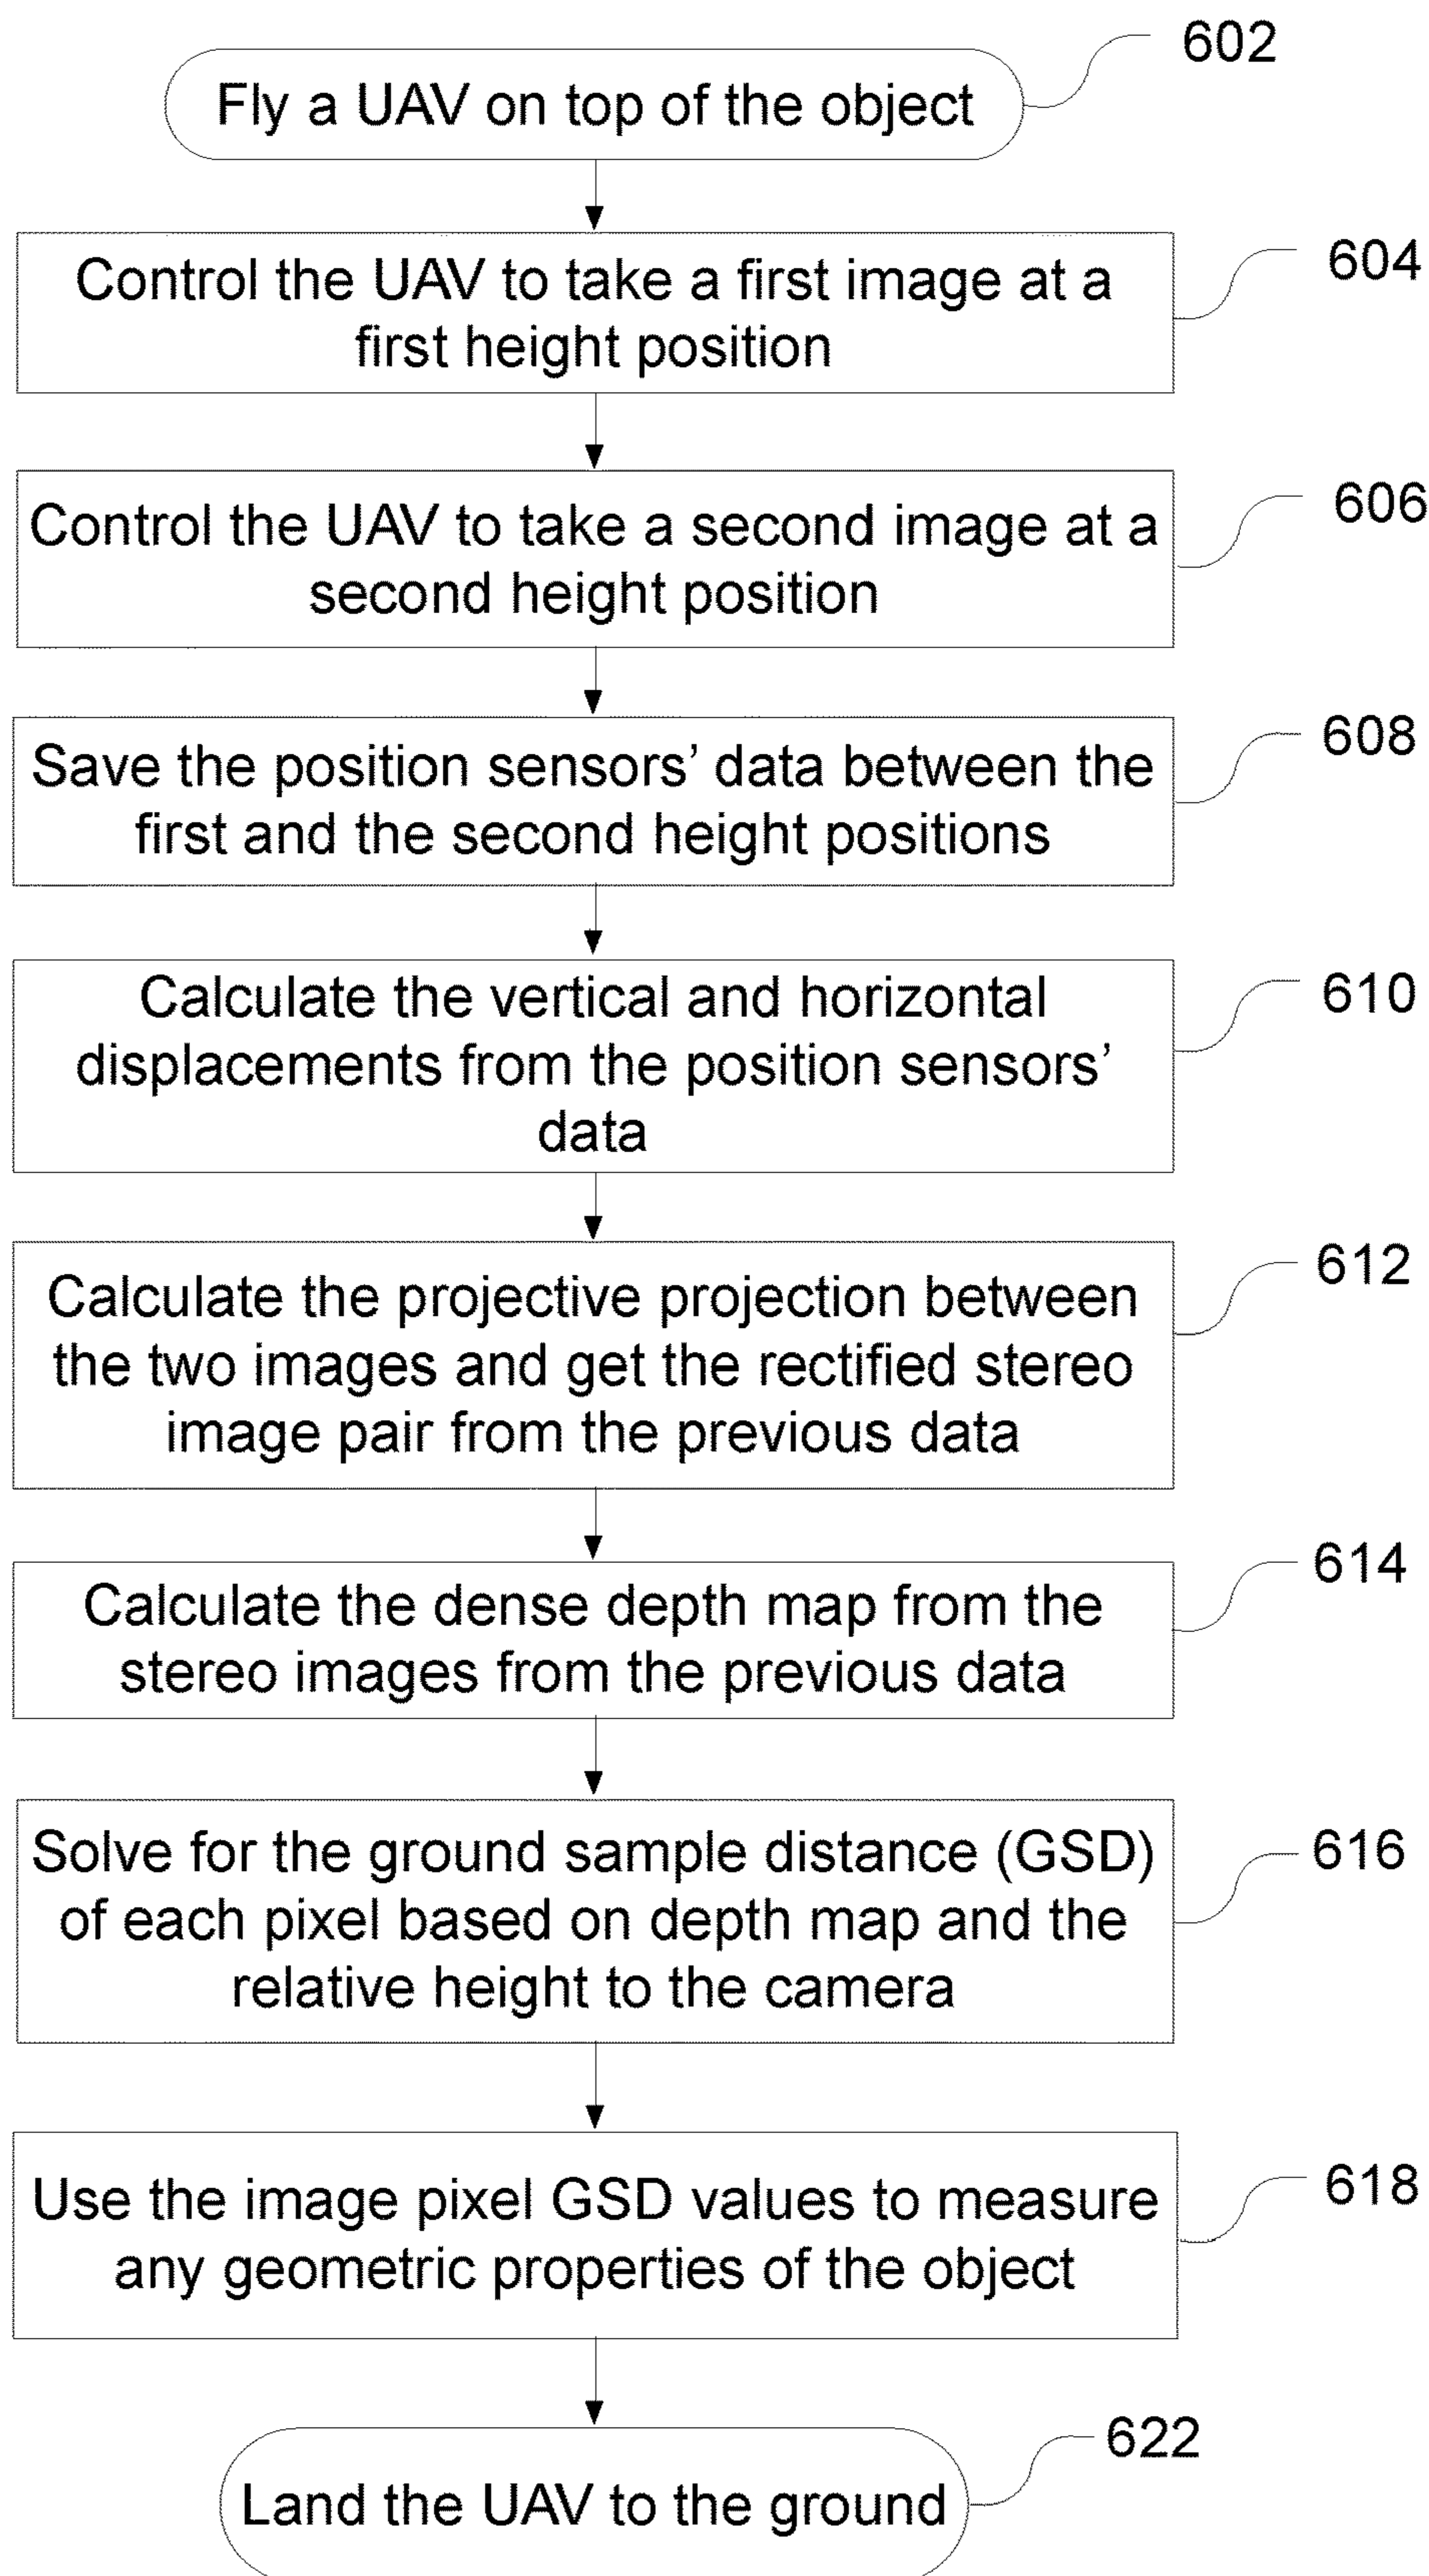 602
Fly a UAV on top of the object
604
Control the UAV to take a first image at a
first height position
606
Control the UAV to take a second image at a
second height position
608
Save the position sensors’ data between the
first and the second height positions
610
Calculate the vertical and horizontal
displacements from the position sensors’
data
612
Calculate the projective projection between
the two images and get the rectified stereo
image pair from the previous data
614
Calculate the dense depth map from the
stereo images from the previous data
616
Solve for the ground sample distance (GSD)
of each pixel based on depth map and the
relative height to the camera
618
Use the image pixel GSD values to measure
any geometric properties of the object
622
Land the UAV to the ground